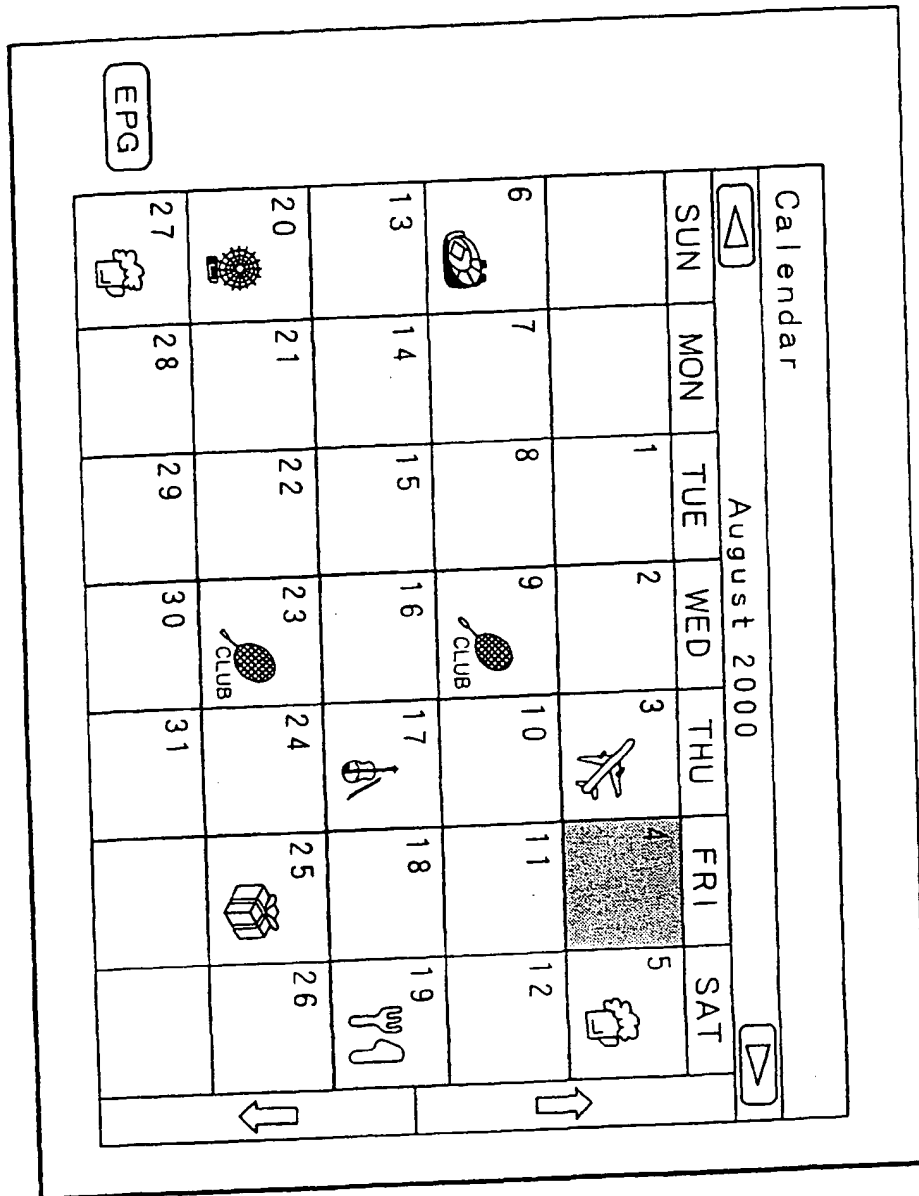 Calendar
August 2000
SUN MON TUE WED THU FRI SAT
1 2 3 4 5
6 7 8 9 10 11 12
CLUB
13 14 15 16 17 18 19
20 21 22 23 24 25 26
CLUB
27 28 29 30 31
EPG